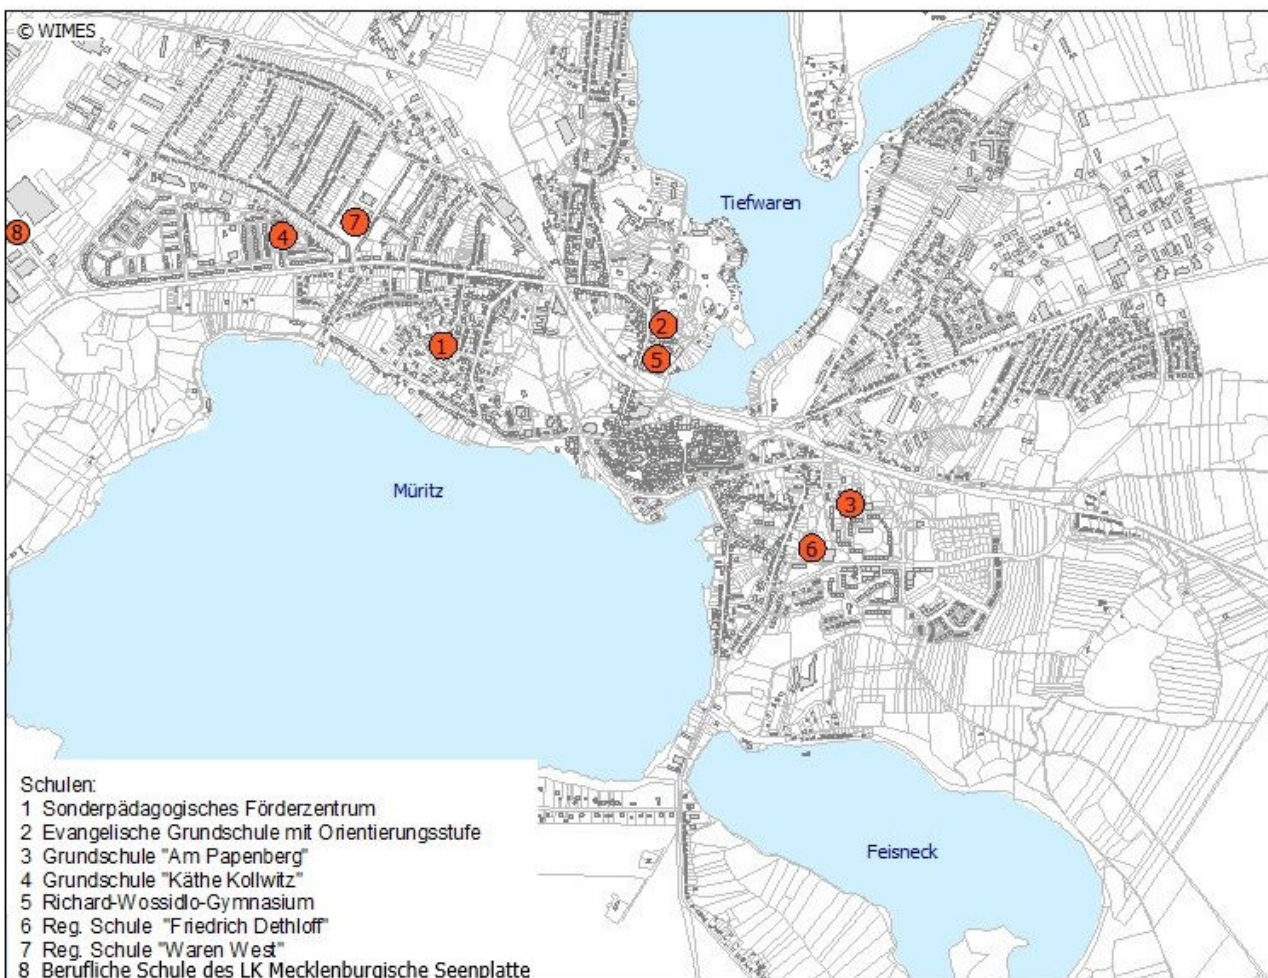 © WIMES
Tiefwaren
8
4
7
1
2
5
Müritz
3
6
Feisneck
Schulen:
1 Sonderpädagogisches Förderzentrum
2 Evangelische Grundschule mit Orientierungsstufe
3 Grundschule "Am Papenberg"
4 Grundschule "Käthe Kollwitz"
5 Richard-Wossidlo-Gymnasium
6 Reg. Schule "Friedrich Dethloff"
7 Reg. Schule "Waren West"
8 Berufliche Schule des LK Mecklenburgische Seenplatte